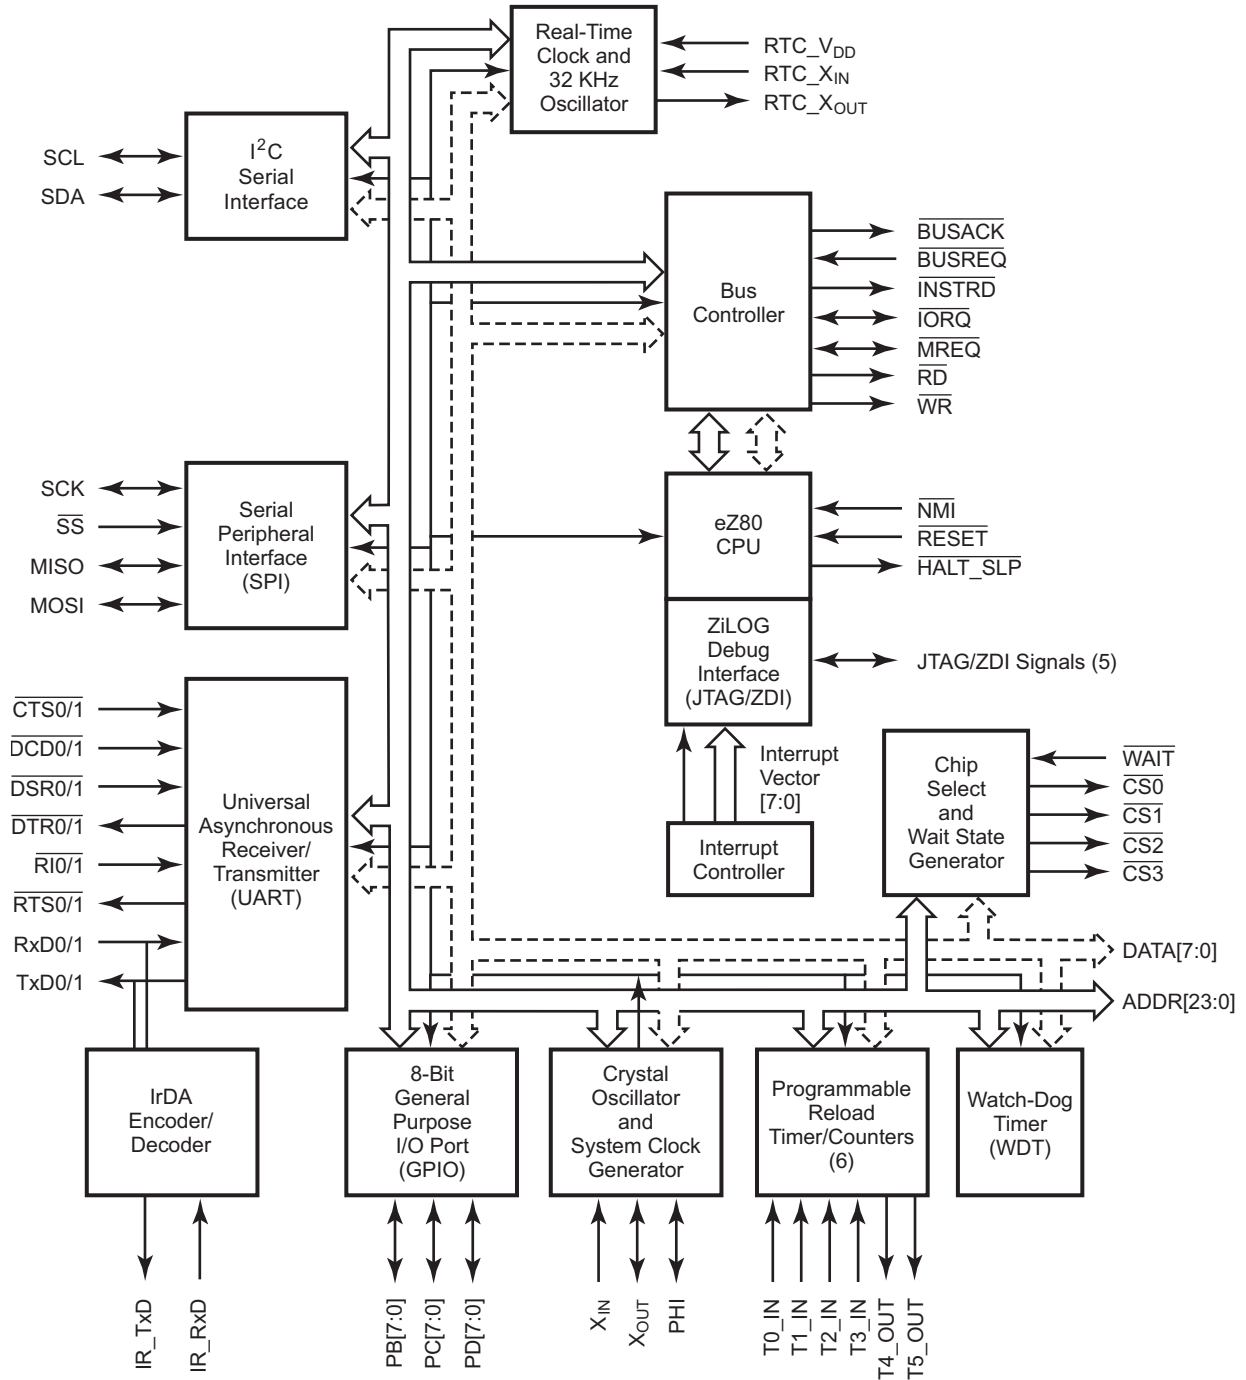 Real-Time
Clock and
32 KHz
Oscillator
RTC_VDD
RTC_XIN
RTC_XOUT
I2C
Serial
Interface
SCL
SDA
Bus
Controller
BUSACK
BUSREQ
INSTRD
IORQ
MREQ
RD
WR
SCK
SS
MISO
MOSI
Serial
Peripheral
Interface
(SPI)
eZ80
CPU
NMI
RESET
HALT_SLP
ZiLOG
Debug
Interface
(JTAG/ZDI)
JTAG/ZDI Signals (5)
CTS0/1
DCD0/1
DSR0/1
DTR0/1
RI0/1
RTS0/1
RxD0/1
TxD0/1
Universal
Asynchronous
Receiver/
Transmitter
(UART)
Interrupt
Vector
[7:0]
Interrupt
Controller
Chip
Select
and
Wait State
Generator
WAIT
CS0
CS1
CS2
CS3
DATA[7:0]
ADDR[23:0]
IrDA
Encoder/
Decoder
8-Bit
General
Purpose
I/O Port
(GPIO)
Crystal
Oscillator
and
System Clock
Generator
Programmable
Reload
Timer/Counters
(6)
Watch-Dog
Timer
(WDT)
IR_TxD
IR_RxD
PB[7:0]
PC[7:0]
PD[7:0]
XIN
XOUT
PHI
T0_IN
T1_IN
T2_IN
T3_IN
T4_OUT
T5_OUT